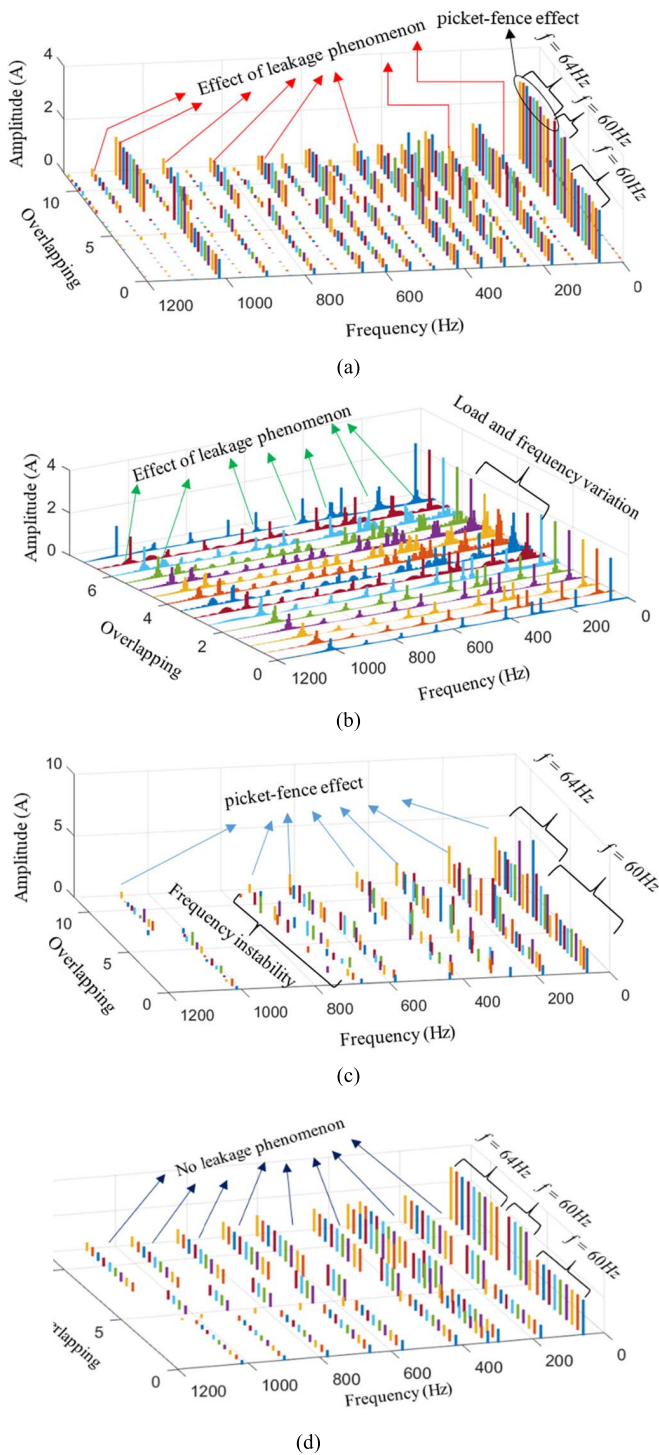 picket-fence effect
Effect of leakage phenomenon
f = 64Hz
f = 60Hz
f = 60Hz
Amplitude (A)
4
2
0
10
5
0
Overlapping
1200
1000
800
600
400
200
0
Frequency (Hz)
(a)
Effect of leakage phenomenon
Load and frequency variation
Amplitude (A)
4
2
0
6
4
2
0
Overlapping
1200
1000
800
600
400
200
0
Frequency (Hz)
(b)
picket-fence effect
f = 64Hz
f = 60Hz
Frequency instability
Amplitude (A)
10
5
0
10
5
0
Overlapping
1200
1000
800
600
400
200
0
Frequency (Hz)
(c)
No leakage phenomenon
f = 64Hz
f = 60Hz
f = 60Hz
5
0
rlapping
1200
1000
800
600
400
200
0
Frequency (Hz)
(d)